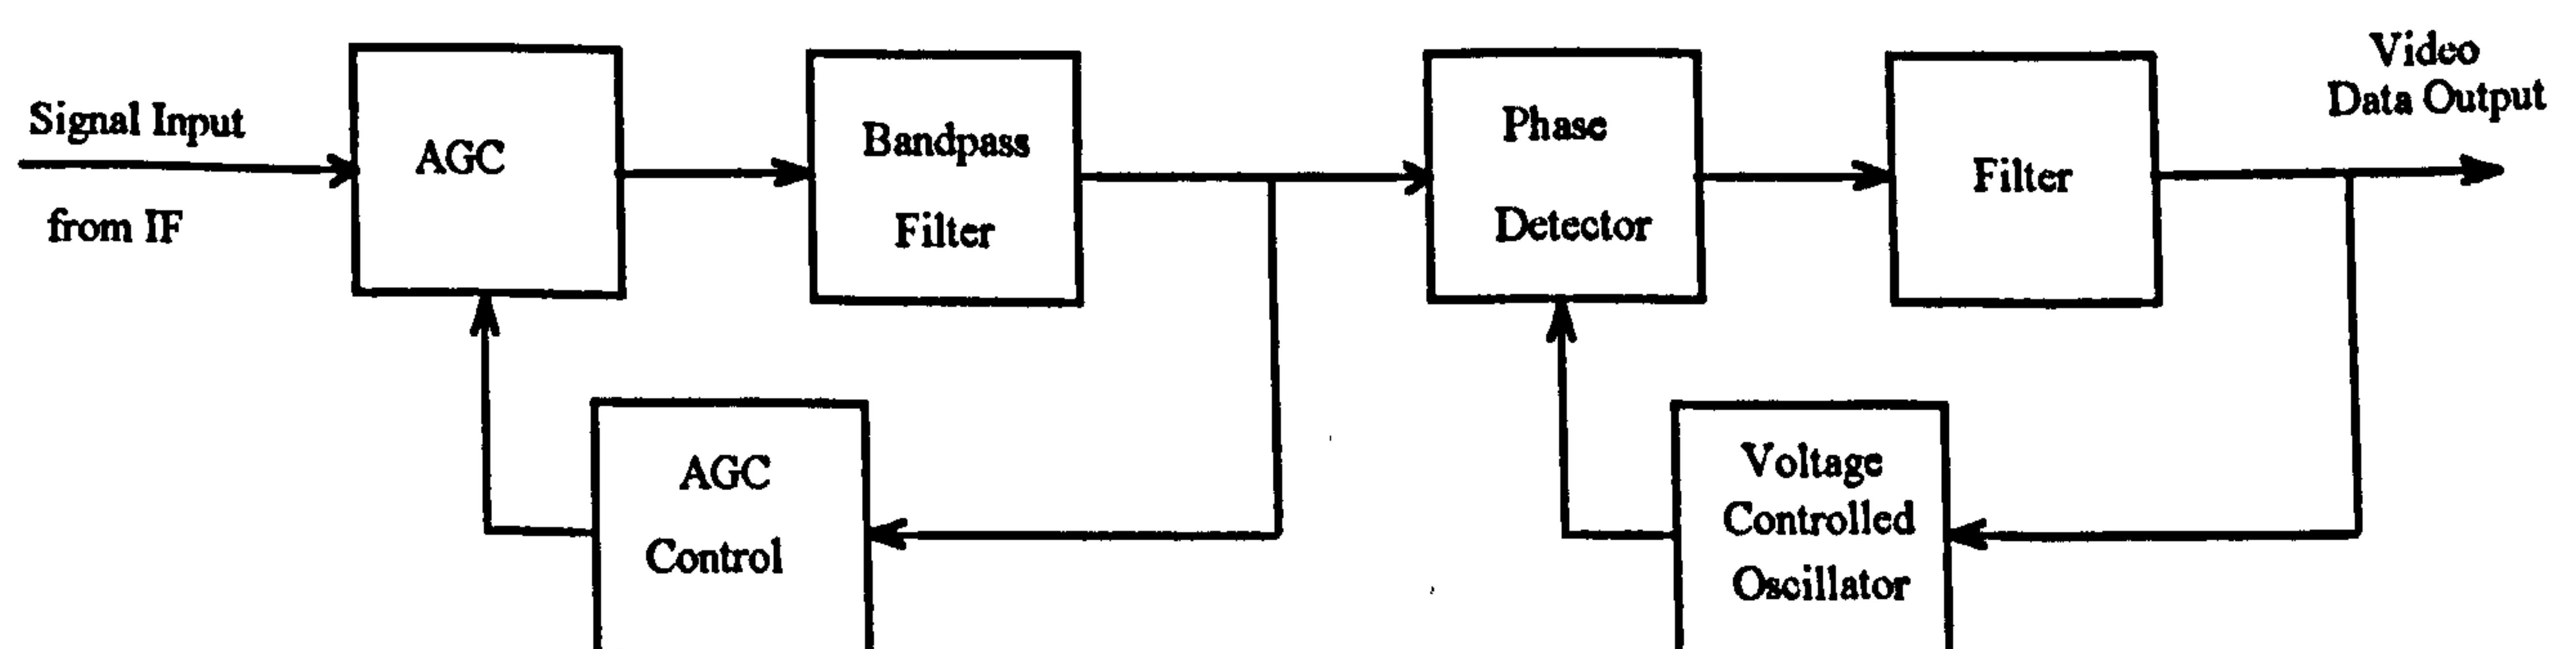 Signal Input
from IF
AGC
Bandpass
Filter
Phase
Detector
Filter
Video
Data Output
AGC
Control
Voltage
Controlled
Oscillator